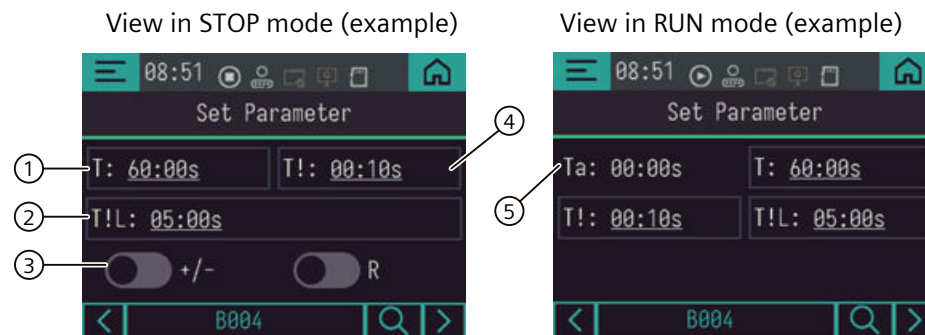 View in STOP mode (example)
View in RUN mode (example)
08:51
Set Parameter
1
T: 60:00s
T!: 00:10s
4
2
T!L: 05:00s
3
+/-
R
< B004 >
08:51
Set Parameter
5
Ta: 00:00s
T: 60:00s
T!: 00:10s
T!L: 05:00s
< B004 >